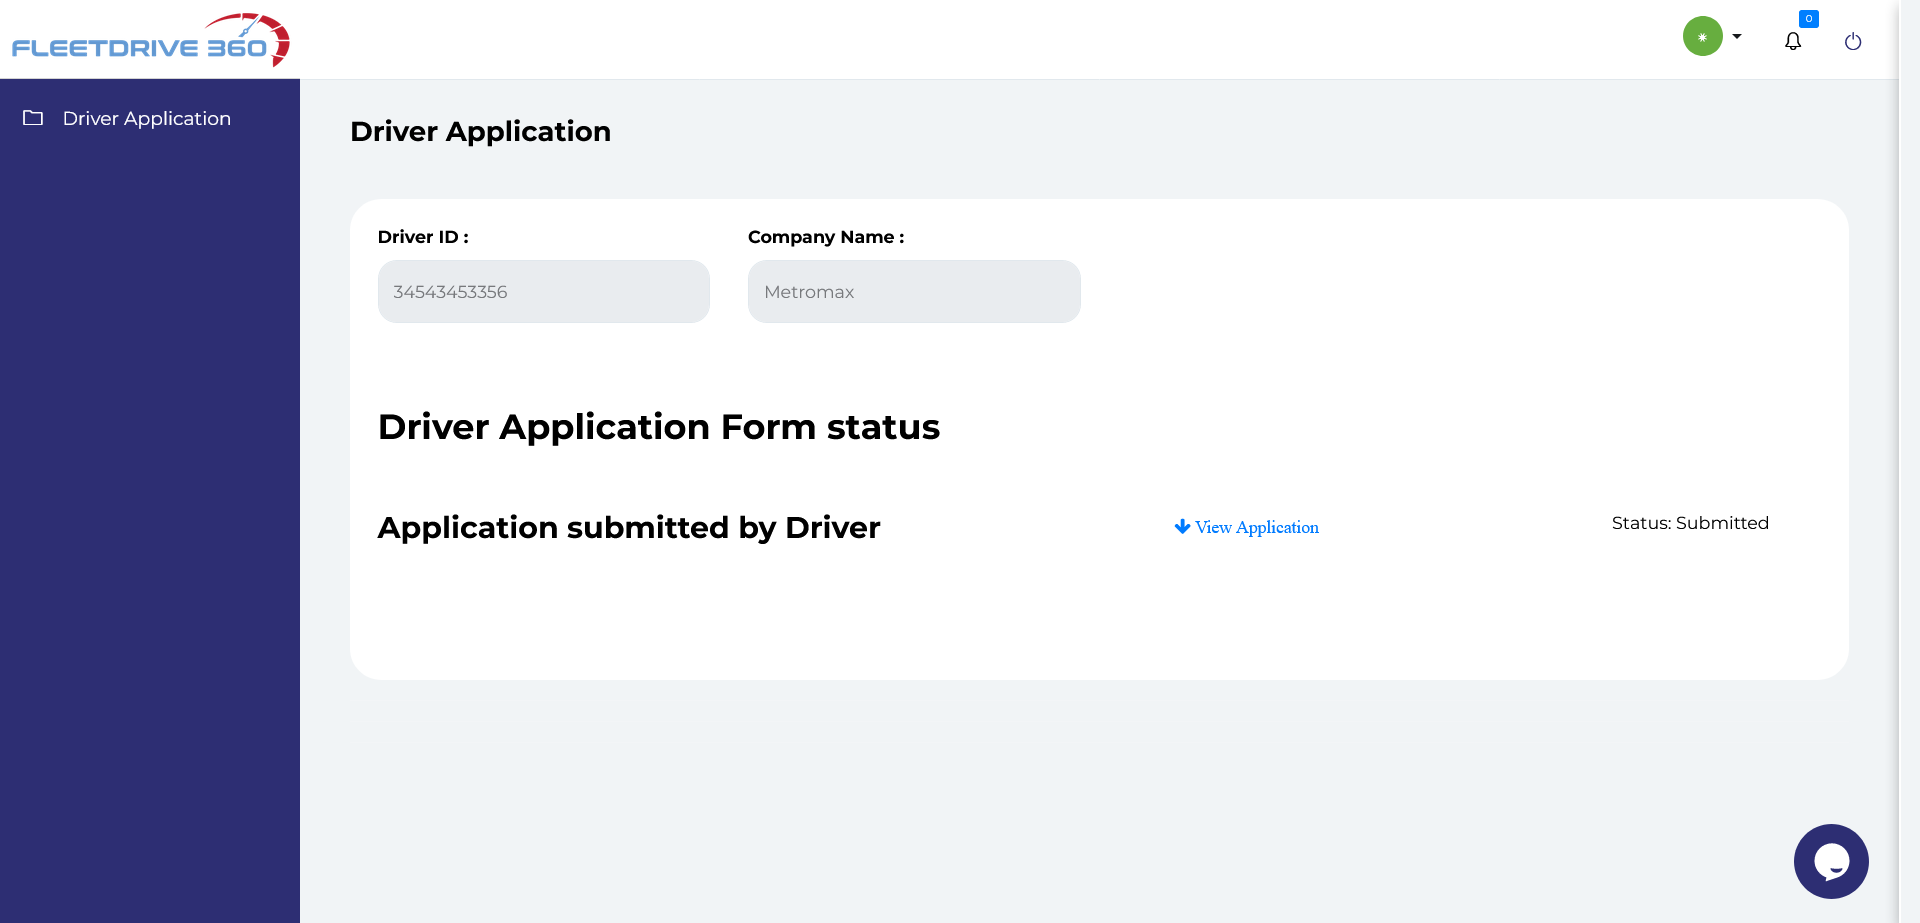 FLEETDRIVE 360
0
Driver Application
Driver Application
Driver ID :
Company Name :
34543453356
Metromax
Driver Application Form status
Application submitted by Driver
View Application
Status: Submitted